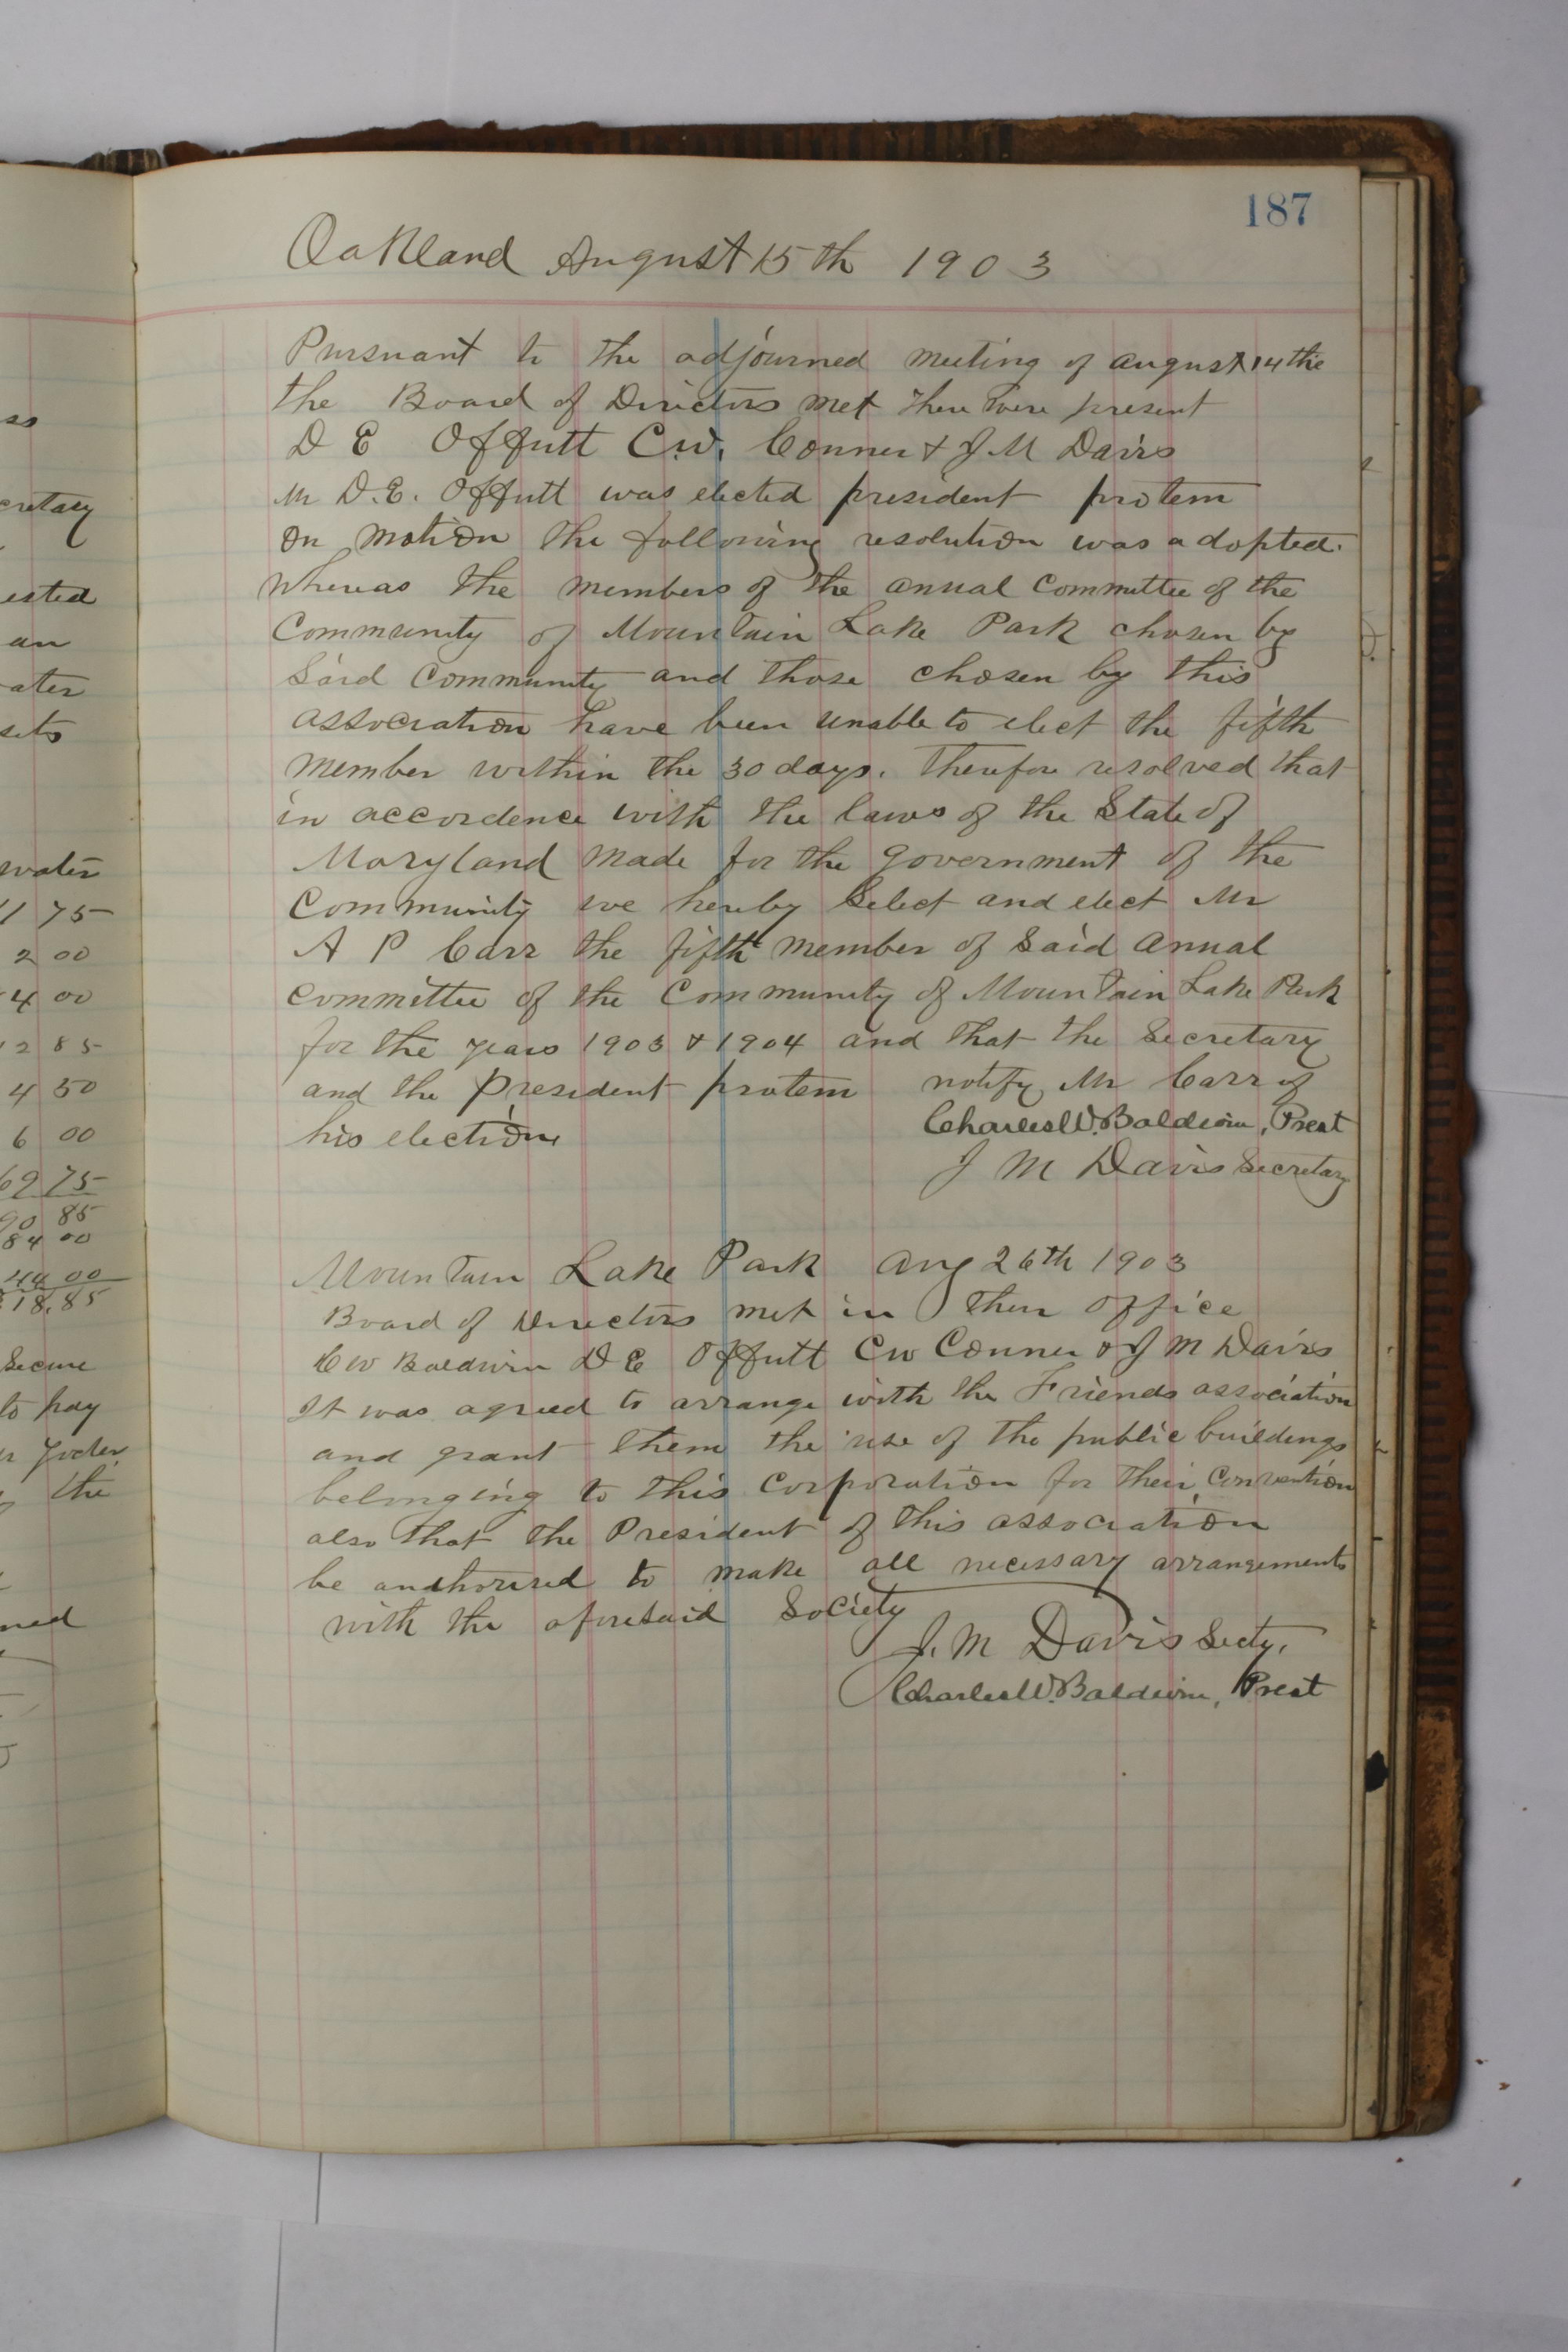 ss
cretary
ested
an
ater
sets
water
1 75
2 00
4 00
12 85
4 50
6 00
69 75
90 85
84 00
44 00
18.85
Secure
to pay
the
ned
187
Oakland August 15th 1903
Pursuant to the adjourned meeting of august 14th
the Board of Directors met there were present
D E Offutt C.W. Conner & J M Davis
Mr D.E. Offutt was elected president protem
on motion the following resolution was adopted.
Whereas the members of the annual Committee of the
Community of Mountain Lake Park chosen by
Said Community and those chosen by this
association have been unable to elect the fifth
member within the 30 days. Therefore resolved that
in accordence with the laws of the State of
Maryland made for the government of the
Community we hereby Select and elect Mr
A P Carr the fifth member of Said annual
Committee of the Community of Mountain Lake Park
for the years 1903 & 1904 and that the Secretary
and the President protem notify Mr Carr of
his election
Charles W. Baldwin, Prest
J M Davis Secretary
Mountain Lake Park Aug 26th 1903
Board of Directors met in their office
C W Baldwin D E Offutt C W Conner & J M Davis
It was agreed to arrange with the Friends association
and grant them the use of the public buildings
belonging to this Corporation for their Convention
also that the President of this association
be authorised to make all necessary arrangements
with the aforesaid Society
J. M Davis Secty.
Charles W. Baldwin, Prest